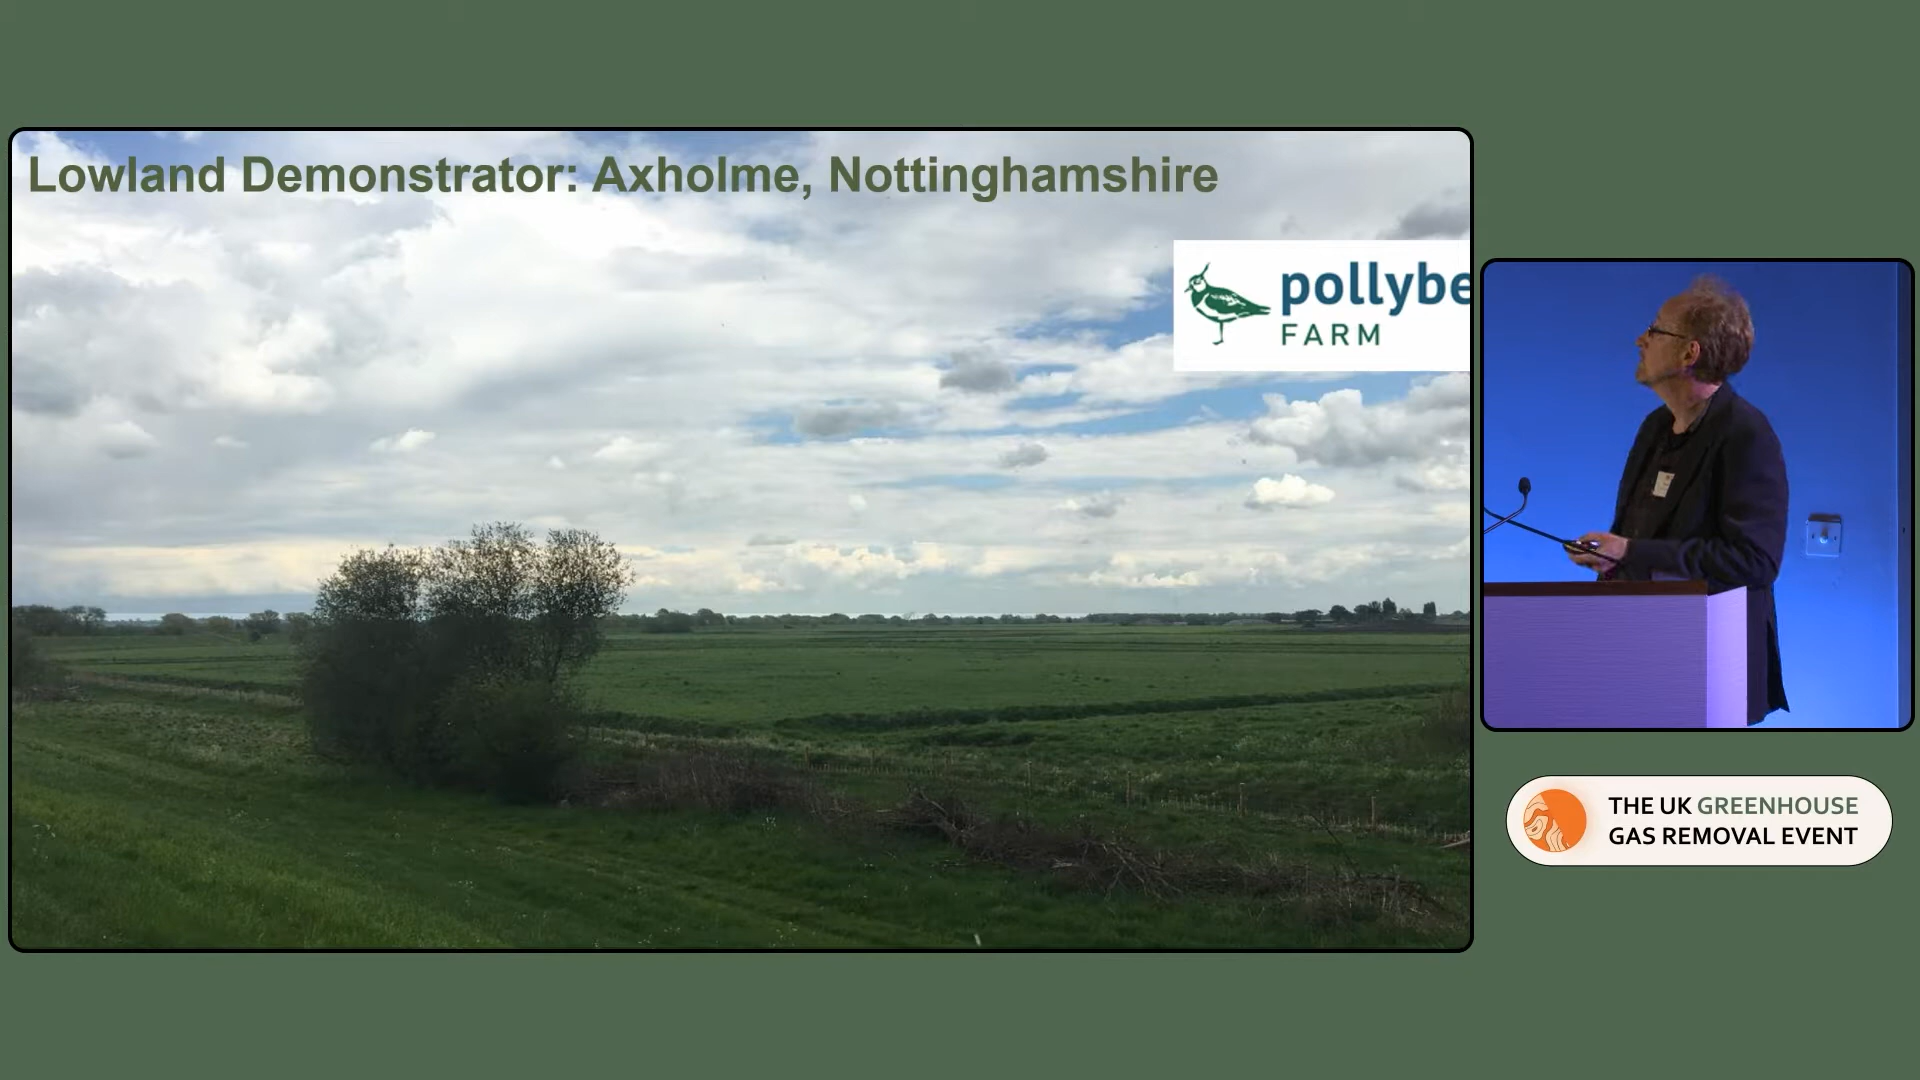 Lowland Demonstrator: Axholme, Nottinghamshire
pollybe
FARM
THE UK GREENHOUSE
GAS REMOVAL EVENT